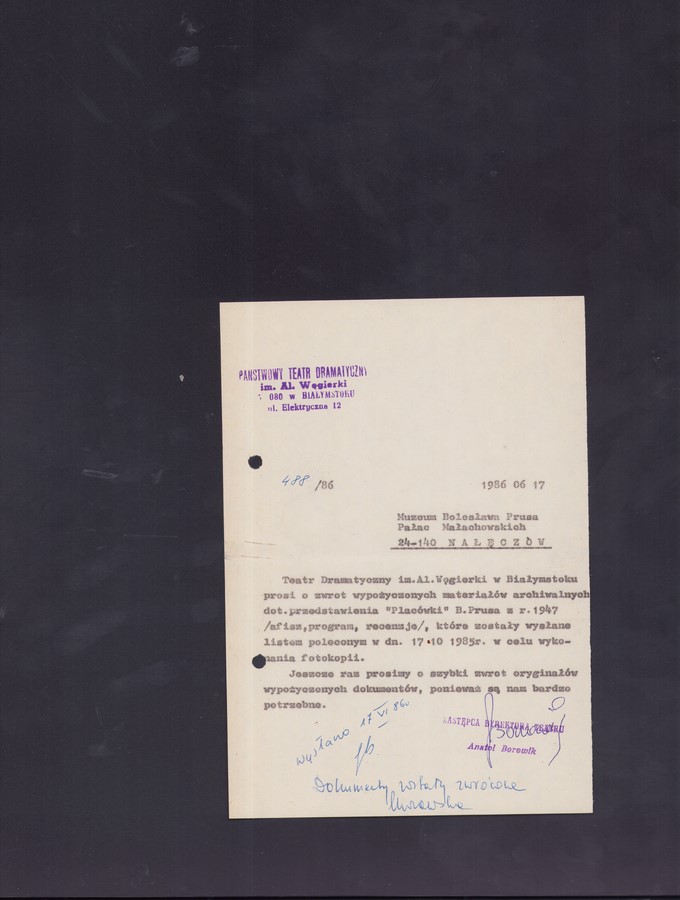 PAŃSTWOWY TEATR DRAMATYCZNY
im. Al. Węgierki
080 w BIAŁYMSTOKU
ul. Elektryczna 12
488 /86
1986 06 17
Muzeum Bolesława Prusa
Pałac Małachowskich
24-140 NAŁĘCZÓW
Teatr Dramatyczny im.Al.Węgierki w Białymstoku
prosi o zwrot wypożyczonych materiałów archiwalnych
dot.przedstawienia "Placówki" B.Prusa z r.1947
/afisz,program, recenzje/, które zostały wysłane
listem poleconym w dn. 17.10 1985r. w celu wyko-
nania fotokopii.
Jeszcze raz prosimy o szybki zwrot oryginałów
wypożyczonych dokumentów, ponieważ są nam bardzo
potrzebne.
ZASTĘPCA DYREKTORA TEATRU
Anatol Borowik
wysłano 17 VI 86
Dokumenty zostały zwrócone